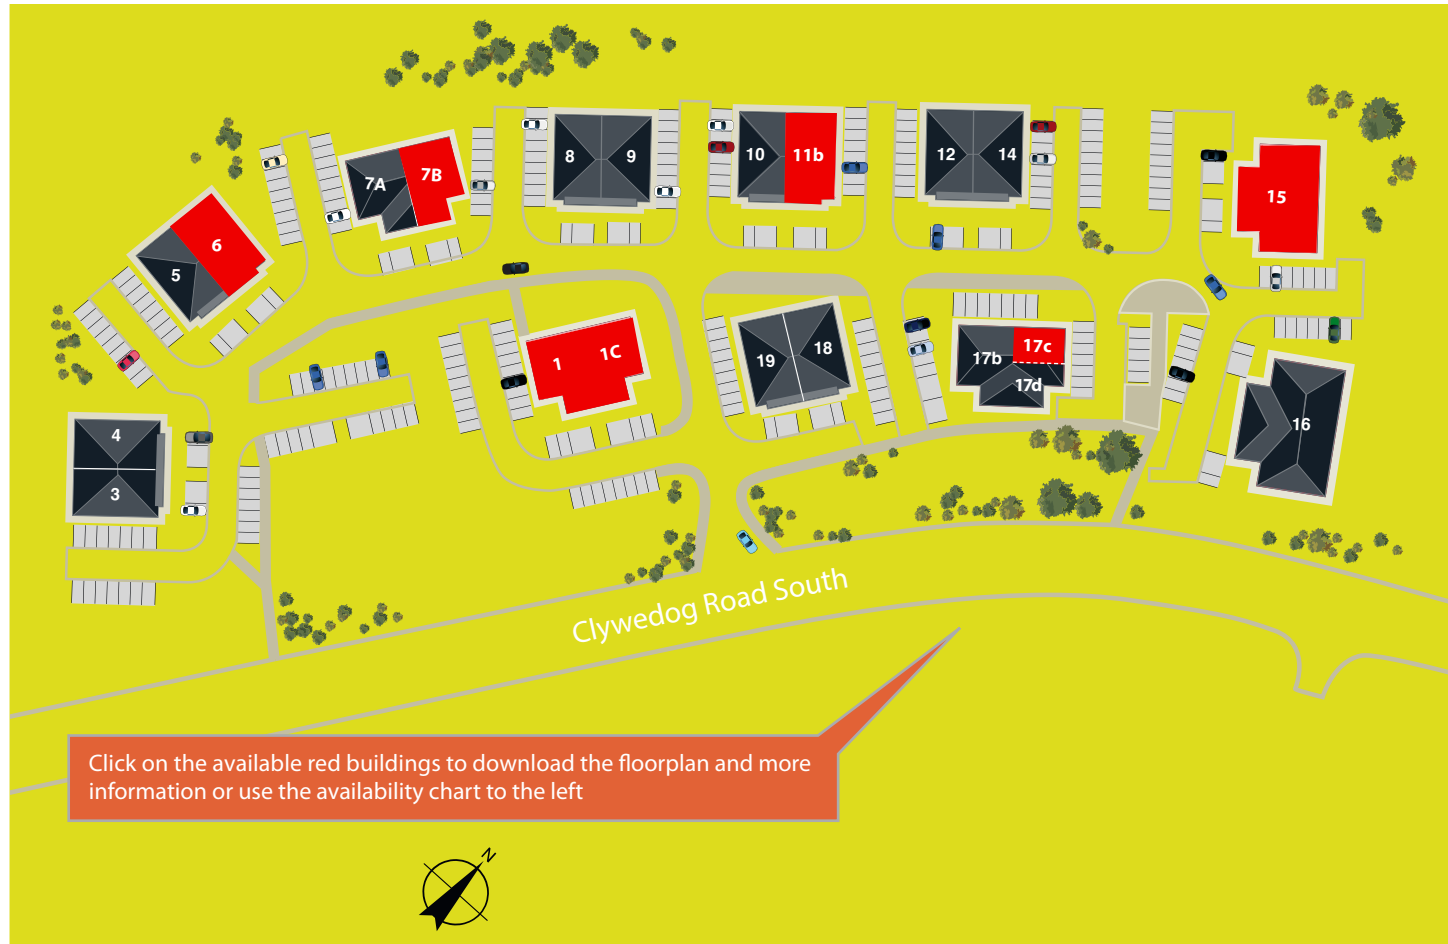 8
9
10
11b
12
14
7A
7B
15
6
5
1
1C
19
18
17b
17c
17d
16
4
3
Clywedog Road South
Click on the available red buildings to download the floorplan and more
information or use the availability chart to the left
N